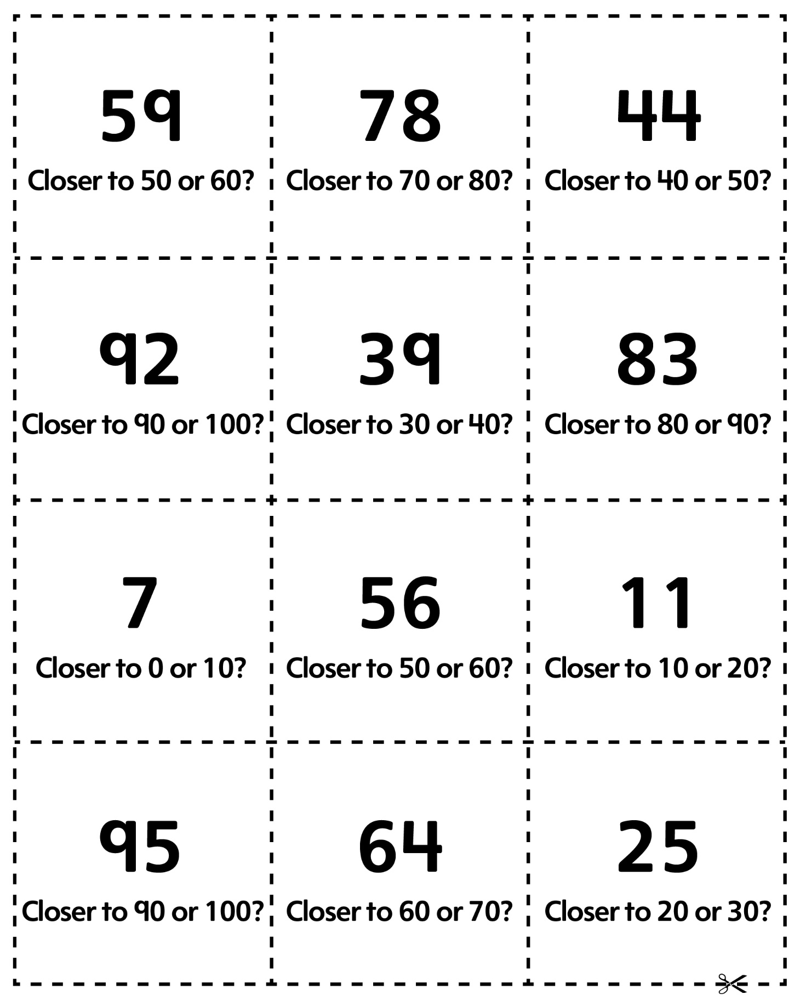 59
Closer to 50 or 60?
78
Closer to 70 or 80?
44
Closer to 40 or 50?
92
Closer to 90 or 100?
39
Closer to 30 or 40?
83
Closer to 80 or 90?
7
Closer to 0 or 10?
56
Closer to 50 or 60?
11
Closer to 10 or 20?
95
Closer to 90 or 100?
64
Closer to 60 or 70?
25
Closer to 20 or 30?